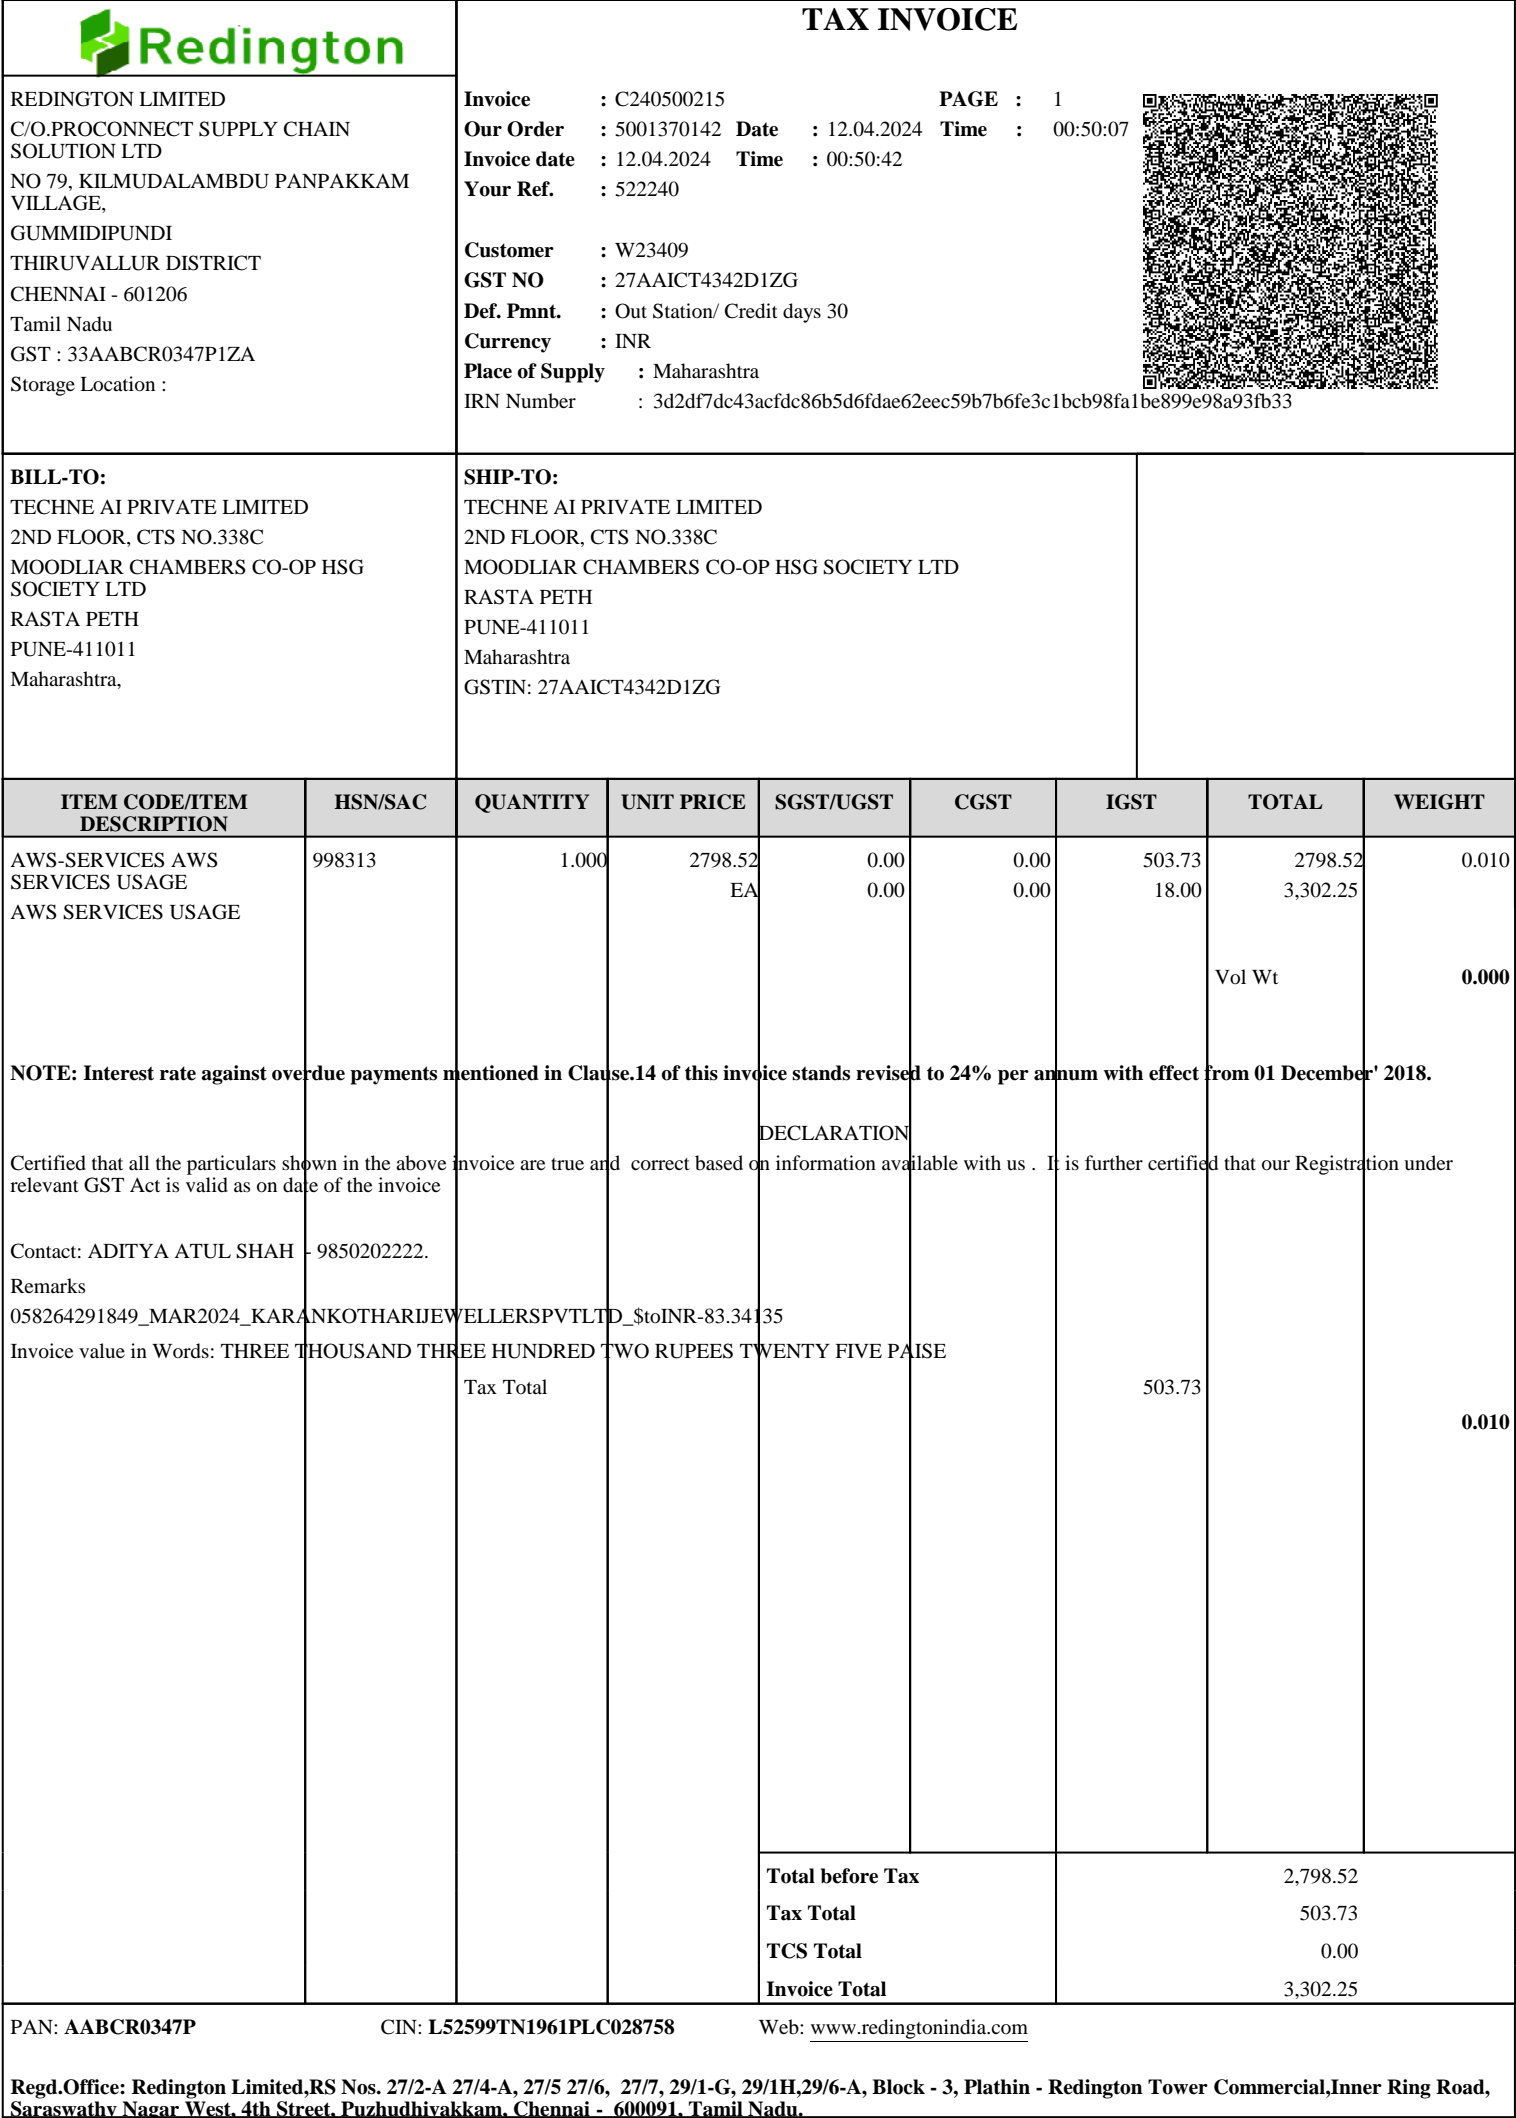 Redington
TAX INVOICE
REDINGTON LIMITED
C/O.PROCONNECT SUPPLY CHAIN
SOLUTION LTD
NO 79, KILMUDALAMBDU PANPAKKAM
VILLAGE,
GUMMIDIPUNDI
THIRUVALLUR DISTRICT
CHENNAI - 601206
Tamil Nadu
GST : 33AABCR0347P1ZA
Storage Location :
Invoice : C240500215 PAGE : 1
Our Order : 5001370142 Date : 12.04.2024 Time : 00:50:07
Invoice date : 12.04.2024 Time : 00:50:42
Your Ref. : 522240
Customer : W23409
GST NO : 27AAICT4342D1ZG
Def. Pmnt. : Out Station/ Credit days 30
Currency : INR
Place of Supply : Maharashtra
IRN Number : 3d2df7dc43acfdc86b5d6fdae62eec59b7b6fe3c1bcb98fa1be899e98a93fb33
BILL-TO:
TECHNE AI PRIVATE LIMITED
2ND FLOOR, CTS NO.338C
MOODLIAR CHAMBERS CO-OP HSG
SOCIETY LTD
RASTA PETH
PUNE-411011
Maharashtra,
SHIP-TO:
TECHNE AI PRIVATE LIMITED
2ND FLOOR, CTS NO.338C
MOODLIAR CHAMBERS CO-OP HSG SOCIETY LTD
RASTA PETH
PUNE-411011
Maharashtra
GSTIN: 27AAICT4342D1ZG
ITEM CODE/ITEM DESCRIPTION HSN/SAC QUANTITY UNIT PRICE SGST/UGST CGST IGST TOTAL WEIGHT
AWS-SERVICES AWS 998313 1.000 2798.52 0.00 0.00 503.73 2798.52 0.010
SERVICES USAGE EA 0.00 0.00 18.00 3,302.25
AWS SERVICES USAGE
Vol Wt 0.000
NOTE: Interest rate against overdue payments mentioned in Clause.14 of this invoice stands revised to 24% per annum with effect from 01 December' 2018.
DECLARATION
Certified that all the particulars shown in the above invoice are true and correct based on information available with us . It is further certified that our Registration under
relevant GST Act is valid as on date of the invoice
Contact: ADITYA ATUL SHAH - 9850202222.
Remarks
058264291849_MAR2024_KARANKOTHARIJEWELLERSPVTLTD_$toINR-83.34135
Invoice value in Words: THREE THOUSAND THREE HUNDRED TWO RUPEES TWENTY FIVE PAISE
Tax Total 503.73
0.010
Total before Tax 2,798.52
Tax Total 503.73
TCS Total 0.00
Invoice Total 3,302.25
PAN: AABCR0347P CIN: L52599TN1961PLC028758 Web: www.redingtonindia.com
Regd.Office: Redington Limited,RS Nos. 27/2-A 27/4-A, 27/5 27/6, 27/7, 29/1-G, 29/1H,29/6-A, Block - 3, Plathin - Redington Tower Commercial,Inner Ring Road,
Saraswathy Nagar West, 4th Street, Puzhudhivakkam, Chennai - 600091, Tamil Nadu.